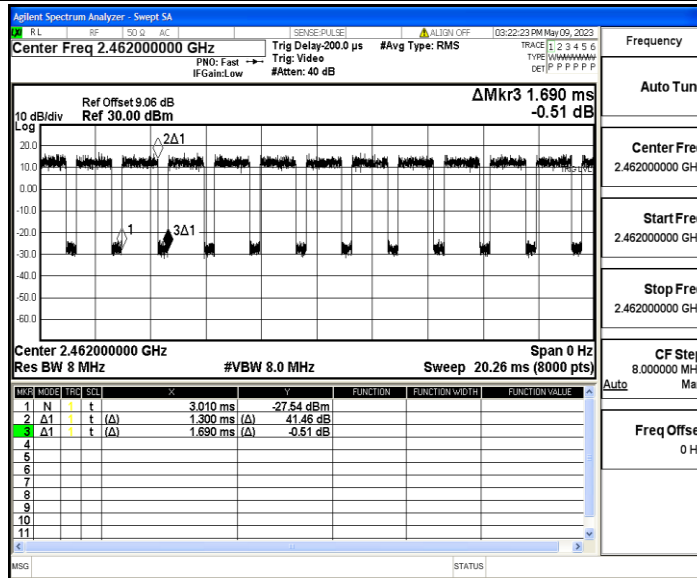 Agilent Spectrum Analyzer - Swept SA
RL RF 50 Ω AC SENSE:PULSE ALIGN OFF 03:22:23 PM May 09, 2023
Center Freq 2.462000000 GHz
PNO: Fast
IFGain:Low
Trig Delay-200.0 µs
Trig: Video
#Atten: 40 dB
#Avg Type: RMS
TRACE 1 2 3 4 5 6
TYPE WWWWWW
DET P P P P P P
Ref Offset 9.06 dB
10 dB/div Ref 30.00 dBm
ΔMkr3 1.690 ms
-0.51 dB
Log
20.0
10.0
0.00
-10.0
-20.0
-30.0
-40.0
-50.0
-60.0
2Δ1
TRIG LVL
1
3Δ1
Center 2.462000000 GHz Span 0 Hz
Res BW 8 MHz #VBW 8.0 MHz Sweep 20.26 ms (8000 pts)
MKR MODE TRC SCL X Y FUNCTION FUNCTION WIDTH FUNCTION VALUE
1 N 1 t 3.010 ms -27.54 dBm
2 Δ1 1 t (Δ) 1.300 ms (Δ) 41.46 dB
3 Δ1 1 t (Δ) 1.690 ms (Δ) -0.51 dB
4
5
6
7
8
9
10
11
MSG STATUS
Frequency
Auto Tun
Center Fre
2.462000000 GH
Start Fre
2.462000000 GH
Stop Fre
2.462000000 GH
CF Step
8.000000 MH
Auto Ma
Freq Offse
0 H